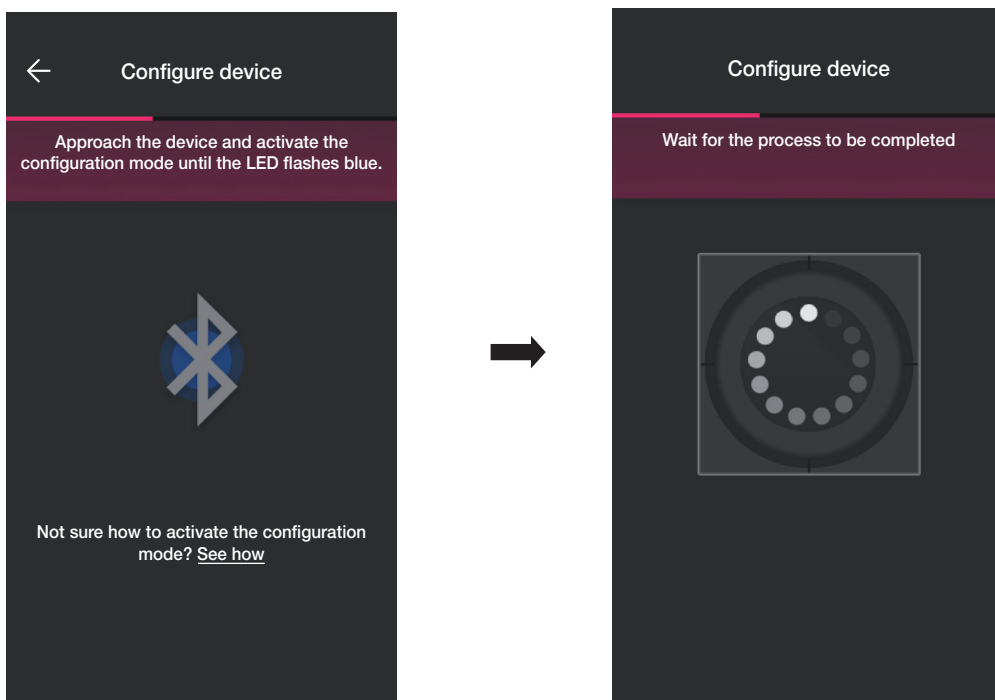 Configure device
Approach the device and activate the
configuration mode until the LED flashes blue.
Not sure how to activate the configuration
mode? See how
Configure device
Wait for the process to be completed